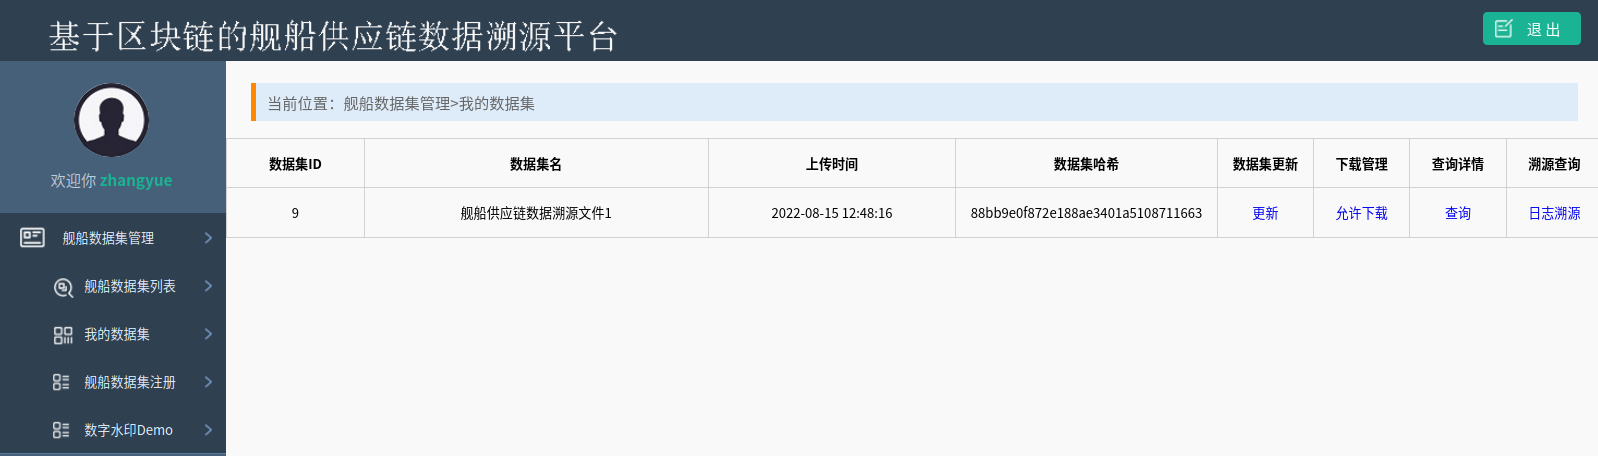 基于区块链的舰船供应链数据溯源平台
退 出
欢迎你 zhangyue
当前位置：舰船数据集管理>我的数据集
数据集ID 数据集名 上传时间 数据集哈希 数据集更新 下载管理 查询详情 溯源查询
9 舰船供应链数据溯源文件1 2022-08-15 12:48:16 88bb9e0f872e188ae3401a5108711663 更新 允许下载 查询 日志溯源
舰船数据集管理
舰船数据集列表
我的数据集
舰船数据集注册
数字水印Demo